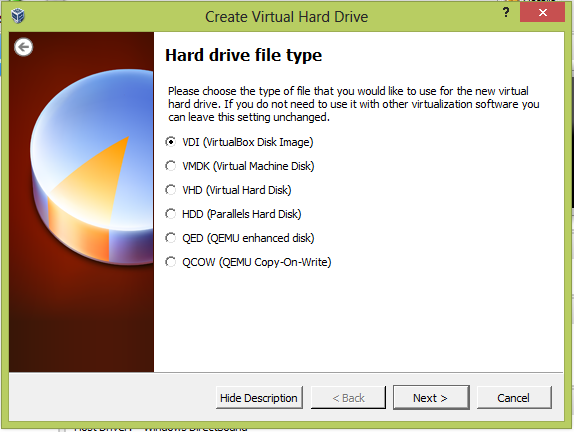 Create Virtual Hard Drive
?
Hard drive file type
Please choose the type of file that you would like to use for the new virtual
hard drive. If you do not need to use it with other virtualization software you
can leave this setting unchanged.
VDI (VirtualBox Disk Image)
VMDK (Virtual Machine Disk)
VHD (Virtual Hard Disk)
HDD (Parallels Hard Disk)
QED (QEMU enhanced disk)
QCOW (QEMU Copy-On-Write)
Hide Description
< Back
Next >
Cancel
Host Driver: Windows DirectSound